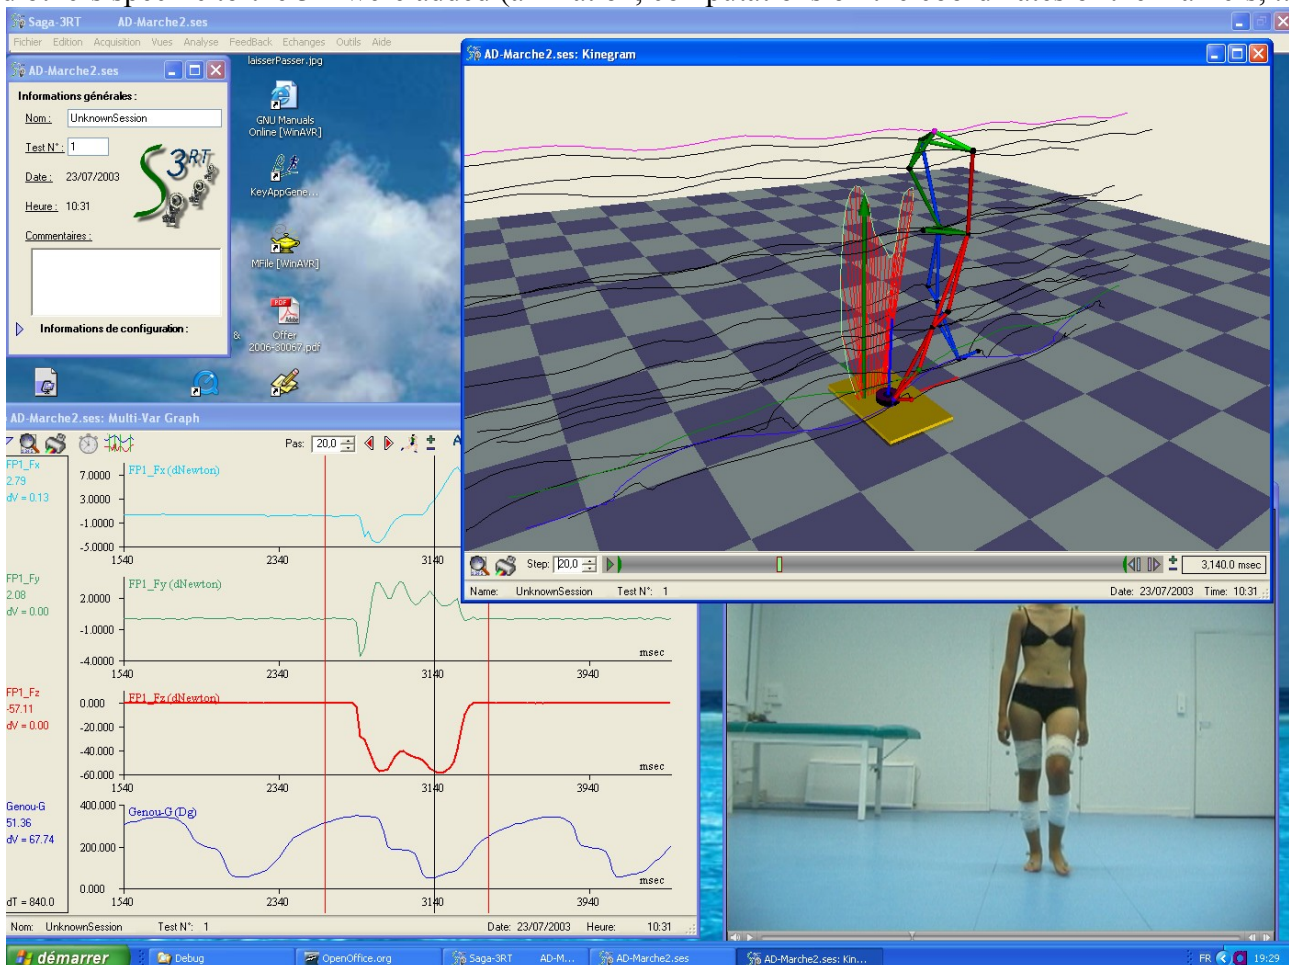 Saga-3RT AD-Marche2.ses
Fichier Edition Acquisition Vues Analyse FeedBack Echanges Outils Aide
AD-Marche2.ses
Informations générales :
Nom : UnknownSession
Test N° : 1
Date : 23/07/2003
Heure : 10:31
Commentaires :
Informations de configuration :
S 3RT
laisserPasser.jpg
GNU Manuals
Online [WinAVR]
KeyAppGene...
MFile [WinAVR]
PDF
Adobe
&
Offer
2006-30067.pdf
AD-Marche2.ses: Kinegram
Step: 20,0
3,140.0 msec
Name: UnknownSession Test N°: 1 Date: 23/07/2003 Time: 10:31
AD-Marche2.ses: Multi-Var Graph
Pas: 20,0
FP1_Fx
2.79
dV = 0.13
FP1_Fx (dNewton)
7.0000
3.0000
-1.0000
-5.0000
1540 2340 3140
FP1_Fy
2.08
dV = 0.00
FP1_Fy (dNewton)
2.0000
-1.0000
-4.0000
msec
1540 2340 3140 3940
FP1_Fz
-57.11
dV = 0.00
FP1_Fz (dNewton)
0.000
-20.000
-40.000
-60.000
msec
1540 2340 3140 3940
Genou-G
51.36
dV = 67.74
Genou-G (Dg)
400.000
200.000
0.000
msec
dT = 840.0
1540 2340 3140 3940
Nom: UnknownSession Test N°: 1 Date: 23/07/2003 Heure: 10:31
démarrer Debug OpenOffice.org Saga-3RT AD-M... AD-Marche2.ses AD-Marche2.ses: Kin... FR 19:29